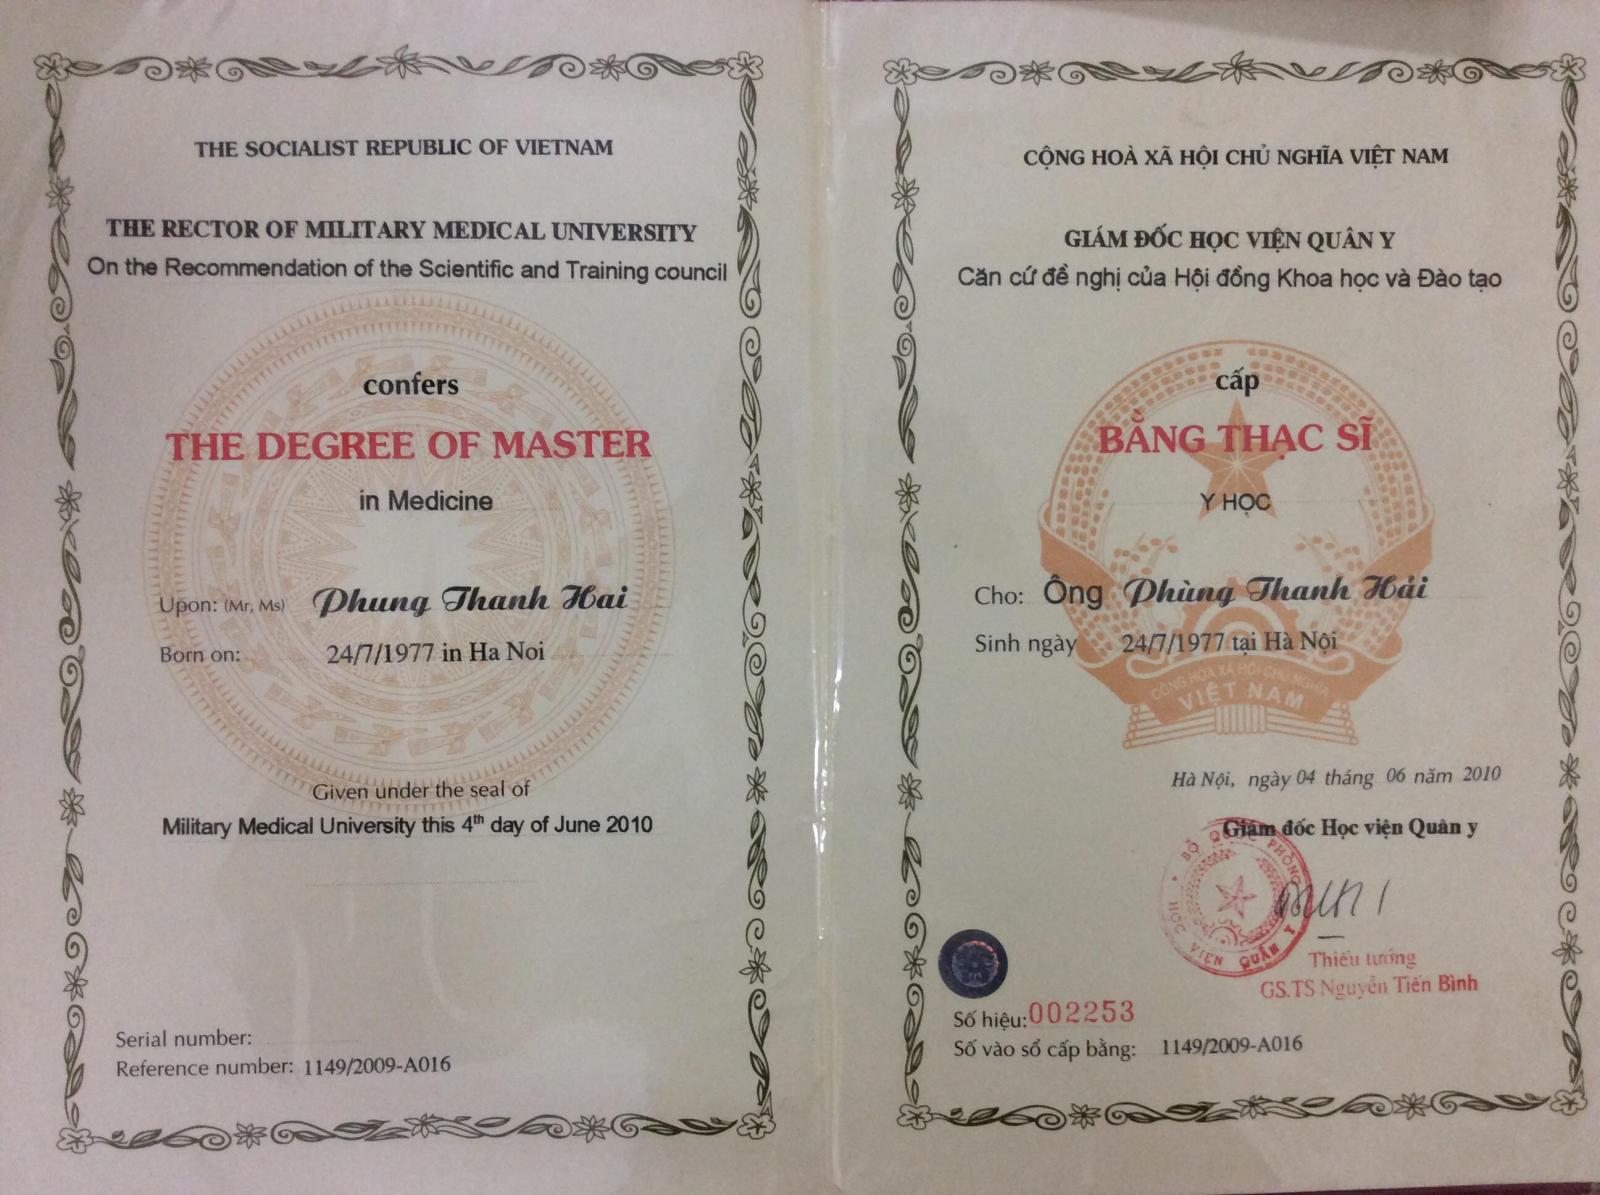 THE SOCIALIST REPUBLIC OF VIETNAM
THE RECTOR OF MILITARY MEDICAL UNIVERSITY
On the Recommendation of the Scientific and Training council
confers
THE DEGREE OF MASTER
in Medicine
Upon: (Mr, Ms) Phung Thanh Hai
Born on: 24/7/1977 in Ha Noi
Given under the seal of
Military Medical University this 4th day of June 2010
Serial number:
Reference number: 1149/2009-A016
CỘNG HOÀ XÃ HỘI CHỦ NGHĨA VIỆT NAM
GIÁM ĐỐC HỌC VIỆN QUÂN Y
Căn cứ đề nghị của Hội đồng Khoa học và Đào tạo
cấp
BẰNG THẠC SĨ
Y HỌC
Cho: Ông Phùng Thanh Hải
Sinh ngày 24/7/1977 tại Hà Nội
CỘNG HÒA XÃ HỘI CHỦ NGHĨA
VIỆT NAM
Hà Nội, ngày 04 tháng 06 năm 2010
Giám đốc Học viện Quân y
BỘ QUỐC PHÒNG
HỌC VIỆN QUÂN Y
Thiếu tướng
GS.TS Nguyễn Tiến Bình
Số hiệu: 002253
Số vào sổ cấp bằng: 1149/2009-A016